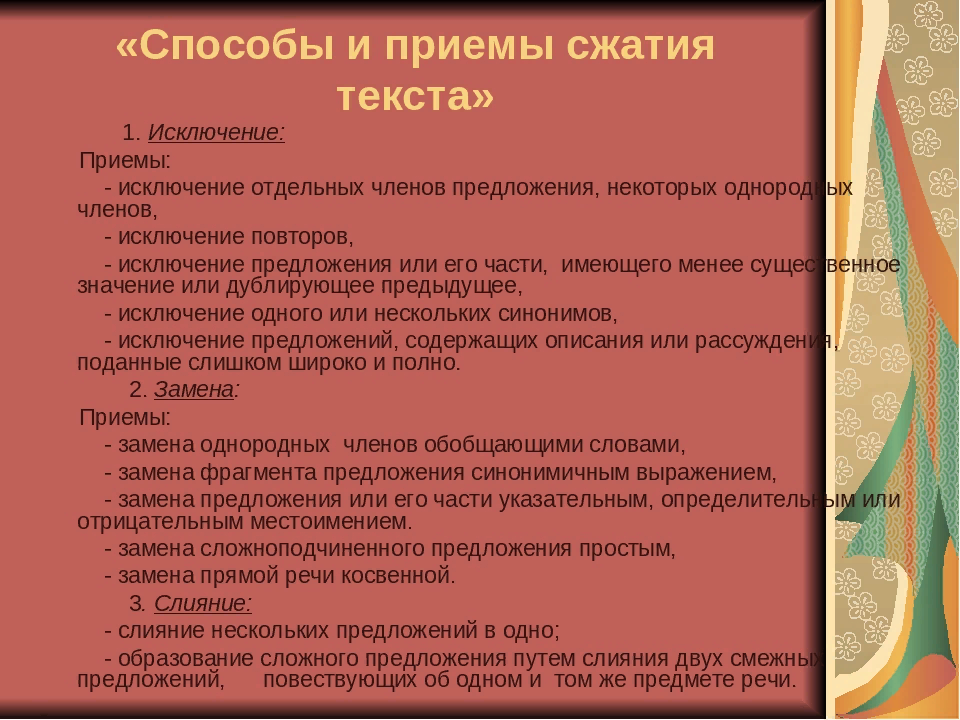 «Способы и приемы сжатия
текста»
1. Исключение:
Приемы:
- исключение отдельных членов предложения, некоторых однородных
членов,
- исключение повторов,
- исключение предложения или его части,  имеющего менее существенное
значение или дублирующее предыдущее,
- исключение одного или нескольких синонимов,
- исключение предложений, содержащих описания или рассуждения,
поданные слишком широко и полно.
2. Замена:
Приемы:
- замена однородных  членов обобщающими словами,
- замена фрагмента предложения синонимичным выражением,
- замена предложения или его части указательным, определительным или
отрицательным местоимением.
- замена сложноподчиненного предложения простым,
- замена прямой речи косвенной.
3. Слияние:
- слияние нескольких предложений в одно;
- образование сложного предложения путем слияния двух смежных
предложений,      повествующих об одном и  том же предмете речи.